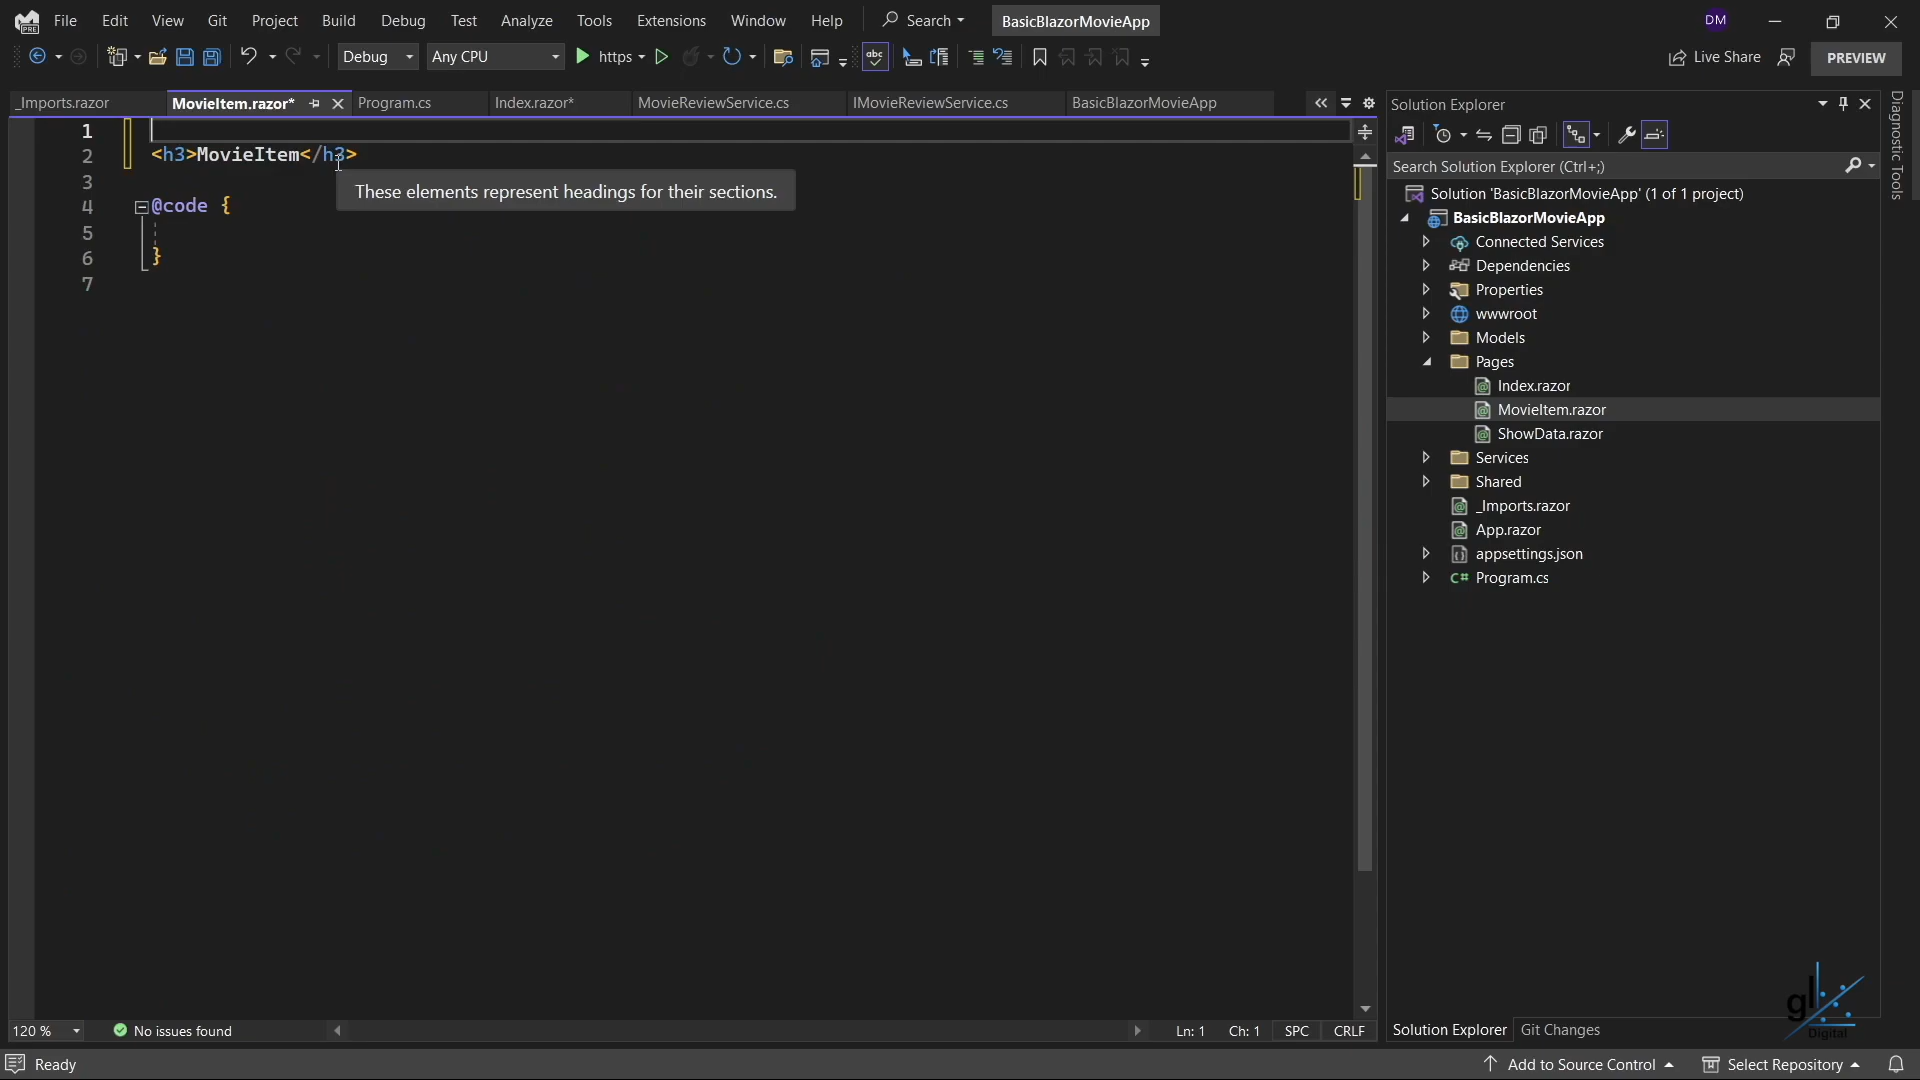 File Edit View Git Project Build Debug Test Analyze Tools Extensions Window Help Search BasicBlazorMovieApp DM
PRE
Debug Any CPU https abc Live Share PREVIEW
_Imports.razor MovieItem.razor* Program.cs Index.razor* MovieReviewService.cs IMovieReviewService.cs BasicBlazorMovieApp
1
2 <h3>MovieItem</h3>
3
These elements represent headings for their sections.
4 @code {
5
6 }
7
Solution Explorer
Search Solution Explorer (Ctrl+;)
Solution 'BasicBlazorMovieApp' (1 of 1 project)
BasicBlazorMovieApp
Connected Services
Dependencies
Properties
wwwroot
Models
Pages
Index.razor
MovieItem.razor
ShowData.razor
Services
Shared
_Imports.razor
App.razor
appsettings.json
C# Program.cs
Diagnostic Tools
gl
Digital
120 % No issues found Ln: 1 Ch: 1 SPC CRLF
Solution Explorer Git Changes
Ready Add to Source Control Select Repository